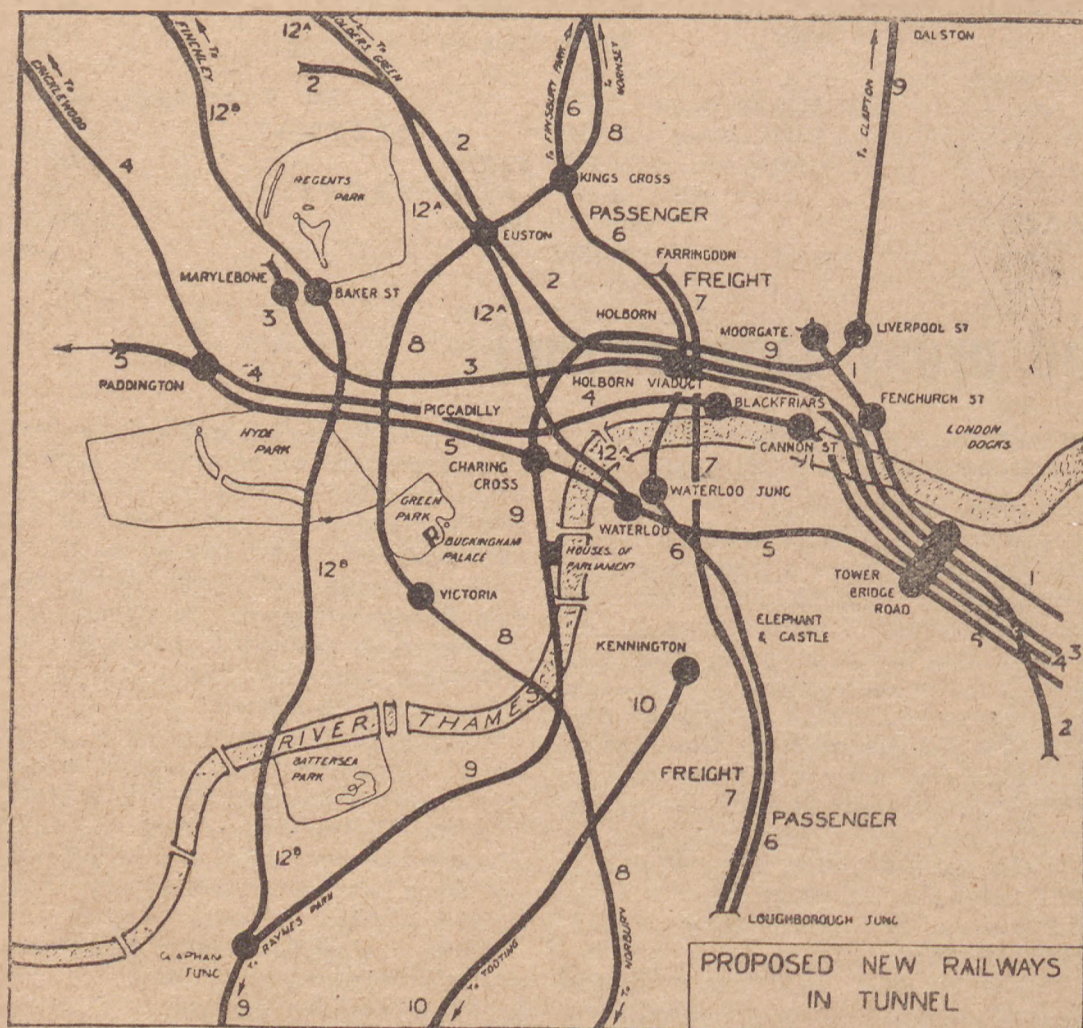 To CRICKLEWOOD
To FINCHLEY
12A
To
OLDERS GREEN
2
12B
4
To FINSBURY PARK
6
To HORNSEY
8
DALSTON
9
To CLAPTON
REGENTS
PARK
2
12A
KINGS CROSS
PASSENGER
6
EUSTON
FARRINGDON
FREIGHT
7
MARYLEBONE
BAKER ST
3
2
12A
8
HOLBORN
MOORGATE.
LIVERPOOL ST
9
1
5
PADDINGTON
4
3
HOLBORN VIADUCT
4
PICCADILLY
BLACKFRIARS
FENCHURCH ST
HYDE
PARK
5
CANNON ST
LONDON
DOCKS
CHARING
CROSS
12A
7
GREEN
PARK
WATERLOO JUNC
WATERLOO
9
6
5
BUCKINGHAM
PALACE
HOUSES OF
PARLIAMENT
TOWER
BRIDGE
ROAD
12B
VICTORIA
8
ELEPHANT
& CASTLE
1
5
4
3
KENNINGTON
10
2
RIVER THAMES
BATTERSEA
PARK
9
FREIGHT
7
PASSENGER
6
12B
8
LOUGHBOROUGH JUNC
CLAPHAM
JUNC
To RAYNES PARK
9
To TOOTING
10
To NORBURY
PROPOSED NEW RAILWAYS
IN TUNNEL